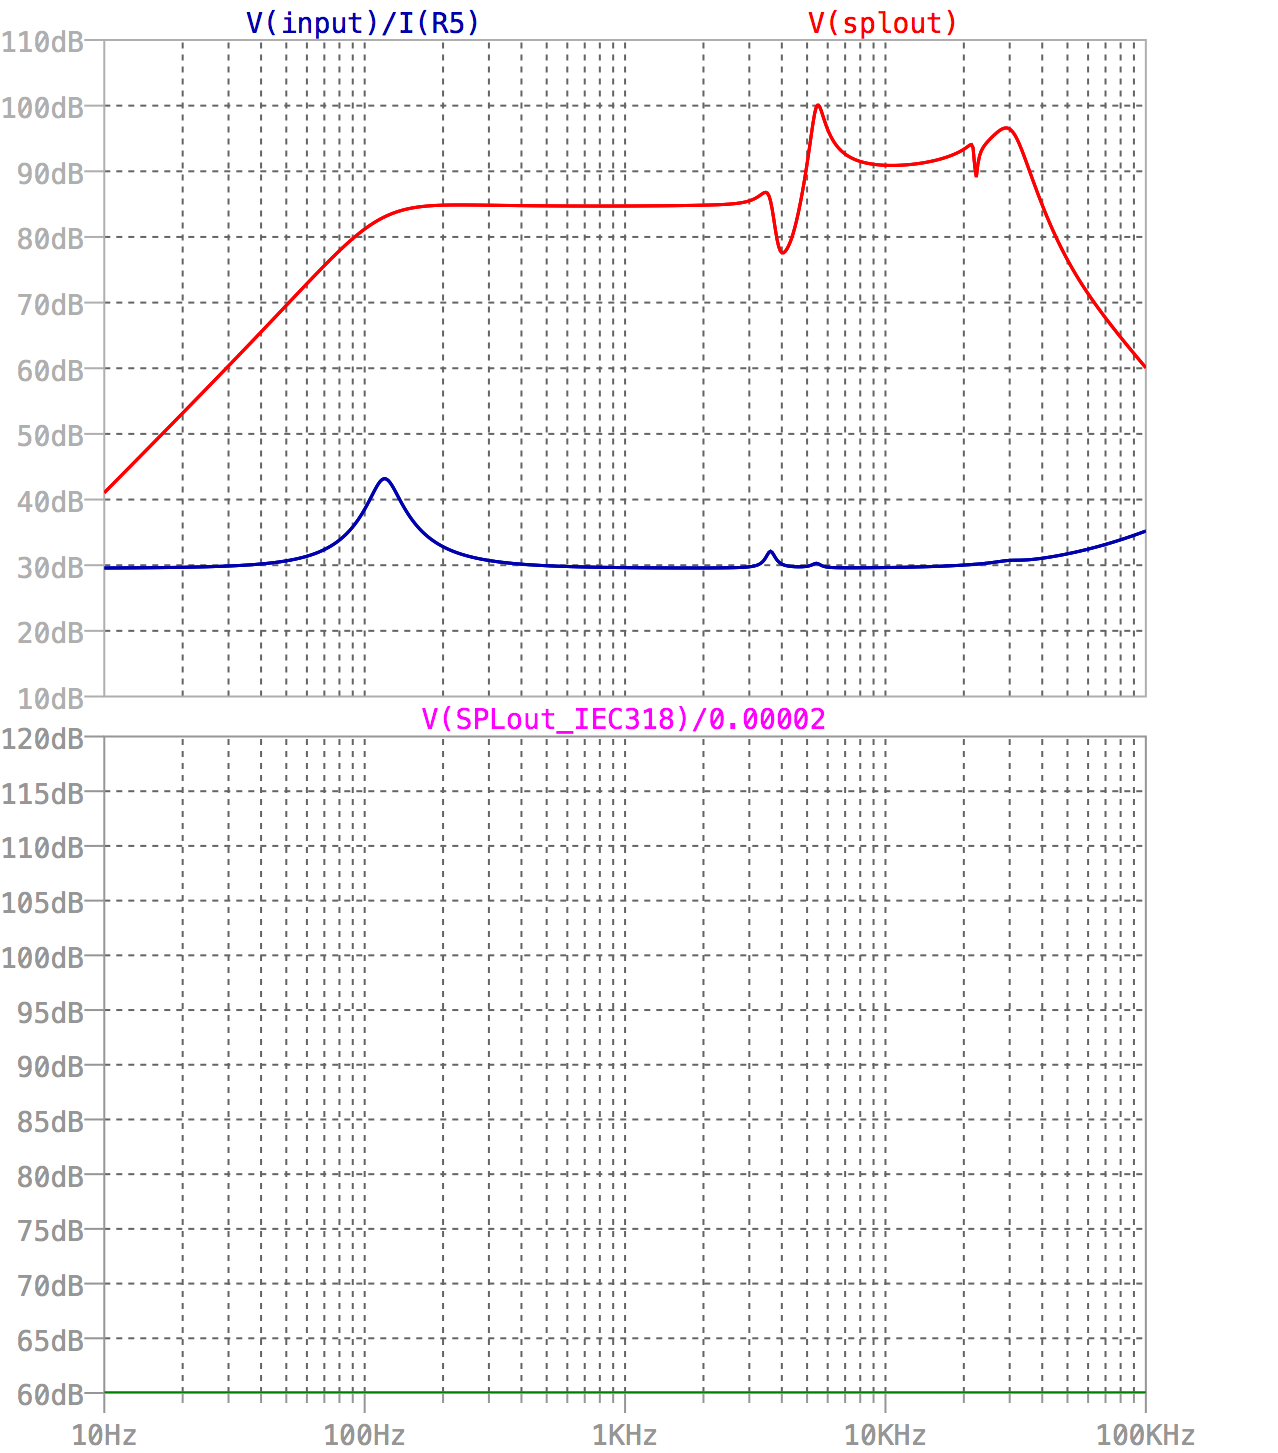 V(input)/I(R5) V(splout)
110dB
100dB
90dB
80dB
70dB
60dB
50dB
40dB
30dB
20dB
10dB
V(SPLout_IEC318)/0.00002
120dB
115dB
110dB
105dB
100dB
95dB
90dB
85dB
80dB
75dB
70dB
65dB
60dB
10Hz 100Hz 1KHz 10KHz 100KHz